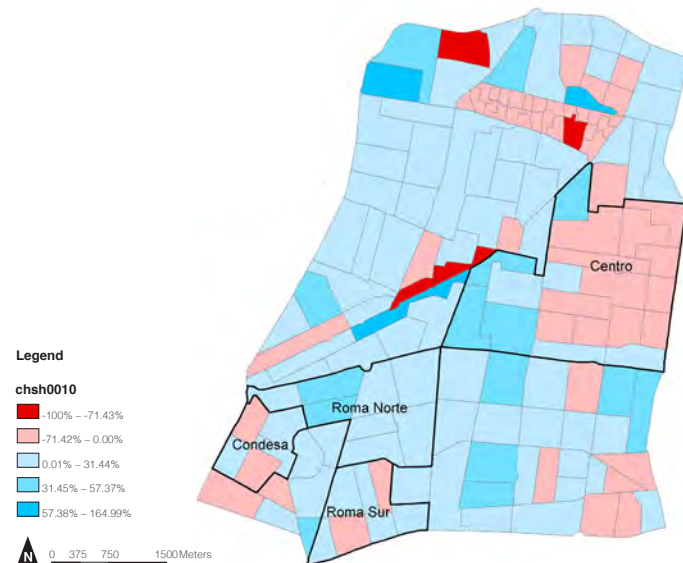 Centro
Roma Norte
Condesa
Roma Sur
Legend
chsh0010
-100% – -71.43%
-71.42% – 0.00%
0.01% – 31.44%
31.45% – 57.37%
57.38% – 164.99%
N
0 375 750 1500 Meters